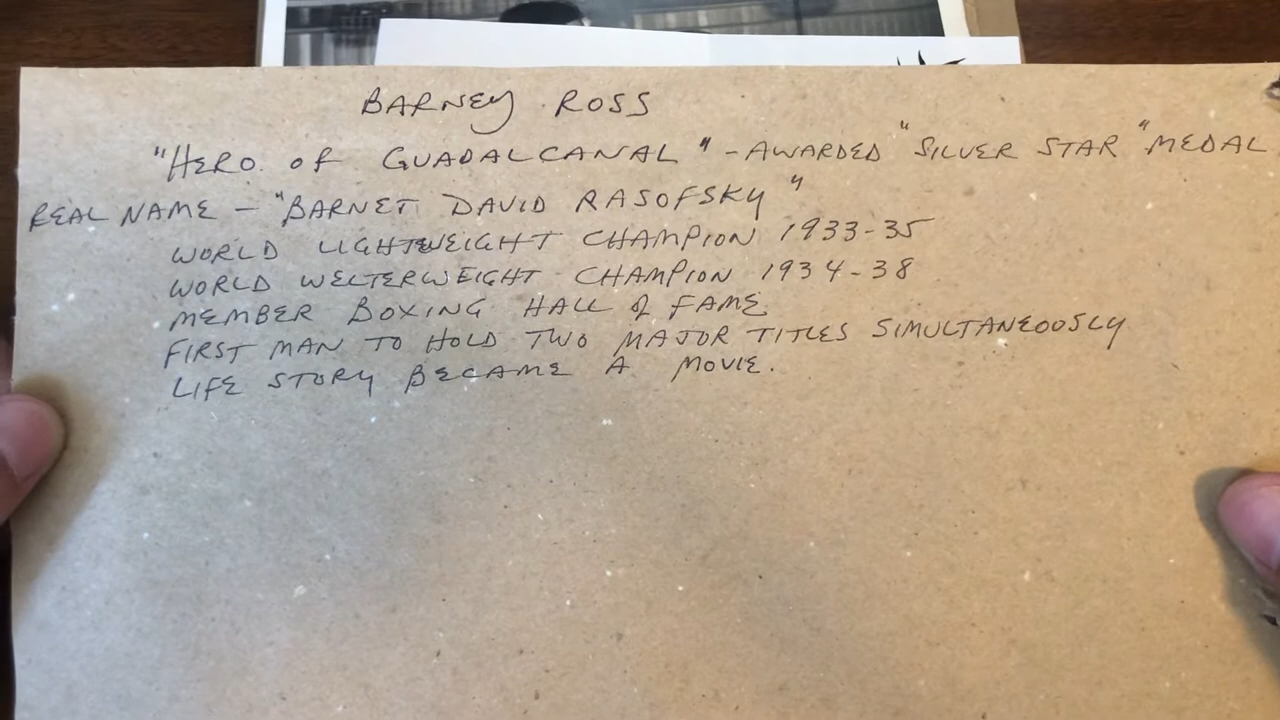 BARNEY ROSS
"HERO OF GUADALCANAL" - AWARDED "SILVER STAR" MEDAL
REAL NAME - "BARNET DAVID RASOFSKY"
WORLD LIGHTWEIGHT CHAMPION 1933-35
WORLD WELTERWEIGHT CHAMPION 1934-38
MEMBER BOXING HALL of FAME
FIRST MAN TO HOLD TWO MAJOR TITLES SIMULTANEOUSLY
LIFE STORY BECAME A MOVIE.